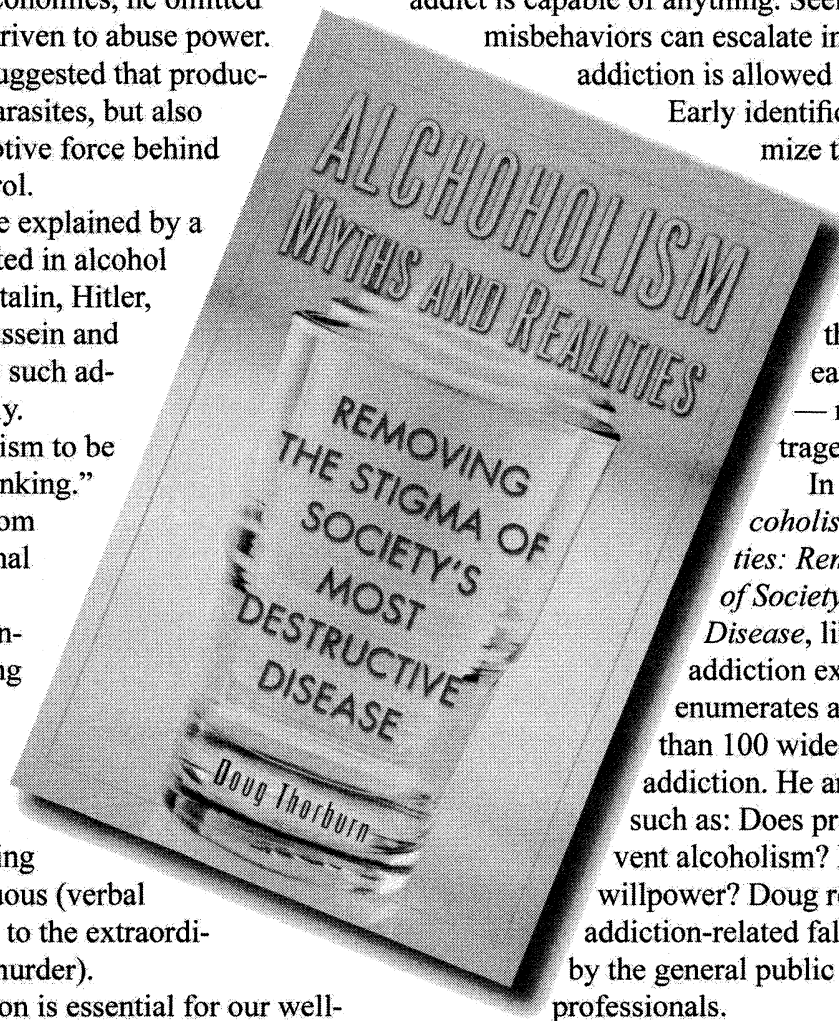 onomies, he omitted
riven to abuse power.
uggested that produc-
arasites, but also
ptive force behind
rol.
e explained by a
ted in alcohol
talin, Hitler,
ssein and
such ad-
y.
ism to be
nking.”
om
nal
n-
ng
ing
uous (verbal
to the extraordi-
murder).
on is essential for our well-
ALCHOHOLISM
MYTHS AND REALITIES
REMOVING
THE STIGMA OF
SOCIETY'S
MOST
DESTRUCTIVE
DISEASE
Doug Thorburn
addict is capable of anything. See
misbehaviors can escalate in
addiction is allowed
Early identific
mize t
th
ea
—
trage
In
coholis
ties: Ren
of Society
Disease, li
addiction ex
enumerates a
than 100 wide
addiction. He a
such as: Does pr
vent alcoholism?
willpower? Doug r
addiction-related fal
by the general public
professionals.